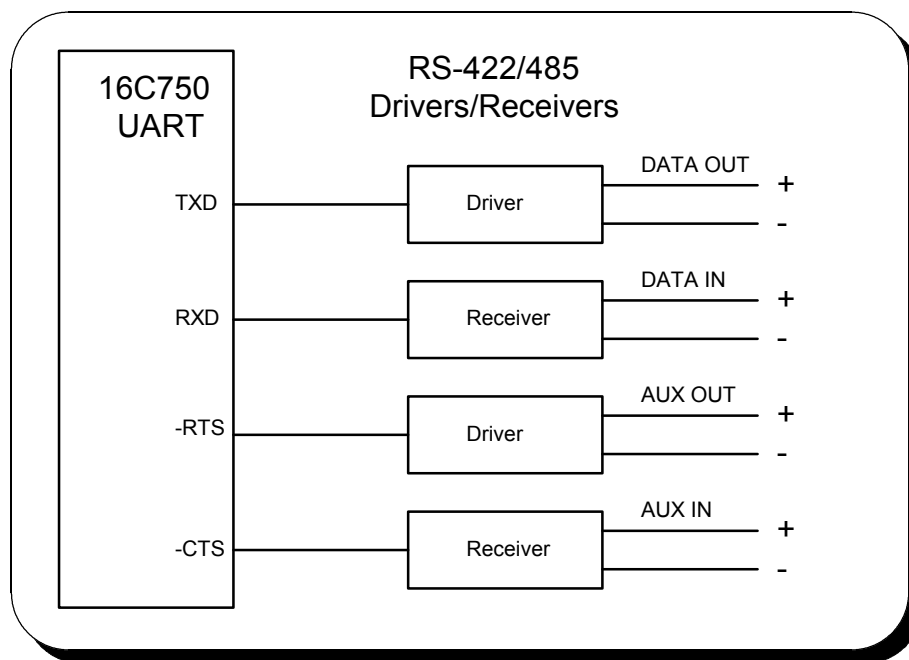 16C750
UART
RS-422/485
Drivers/Receivers
TXD
Driver
DATA OUT
+
-
RXD
Receiver
DATA IN
+
-
-RTS
Driver
AUX OUT
+
-
-CTS
Receiver
AUX IN
+
-